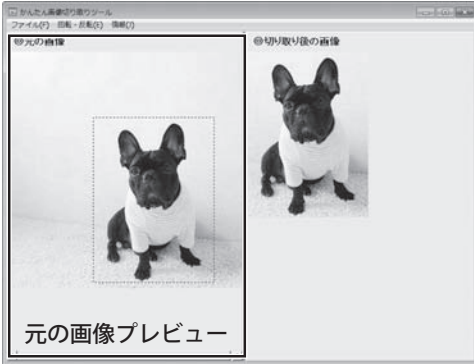 かんたん画像切り取りツール
ファイル(F) 回転・反転(E) 情報(J)
◎元の画像
◎切り取り後の画像
元の画像プレビュー